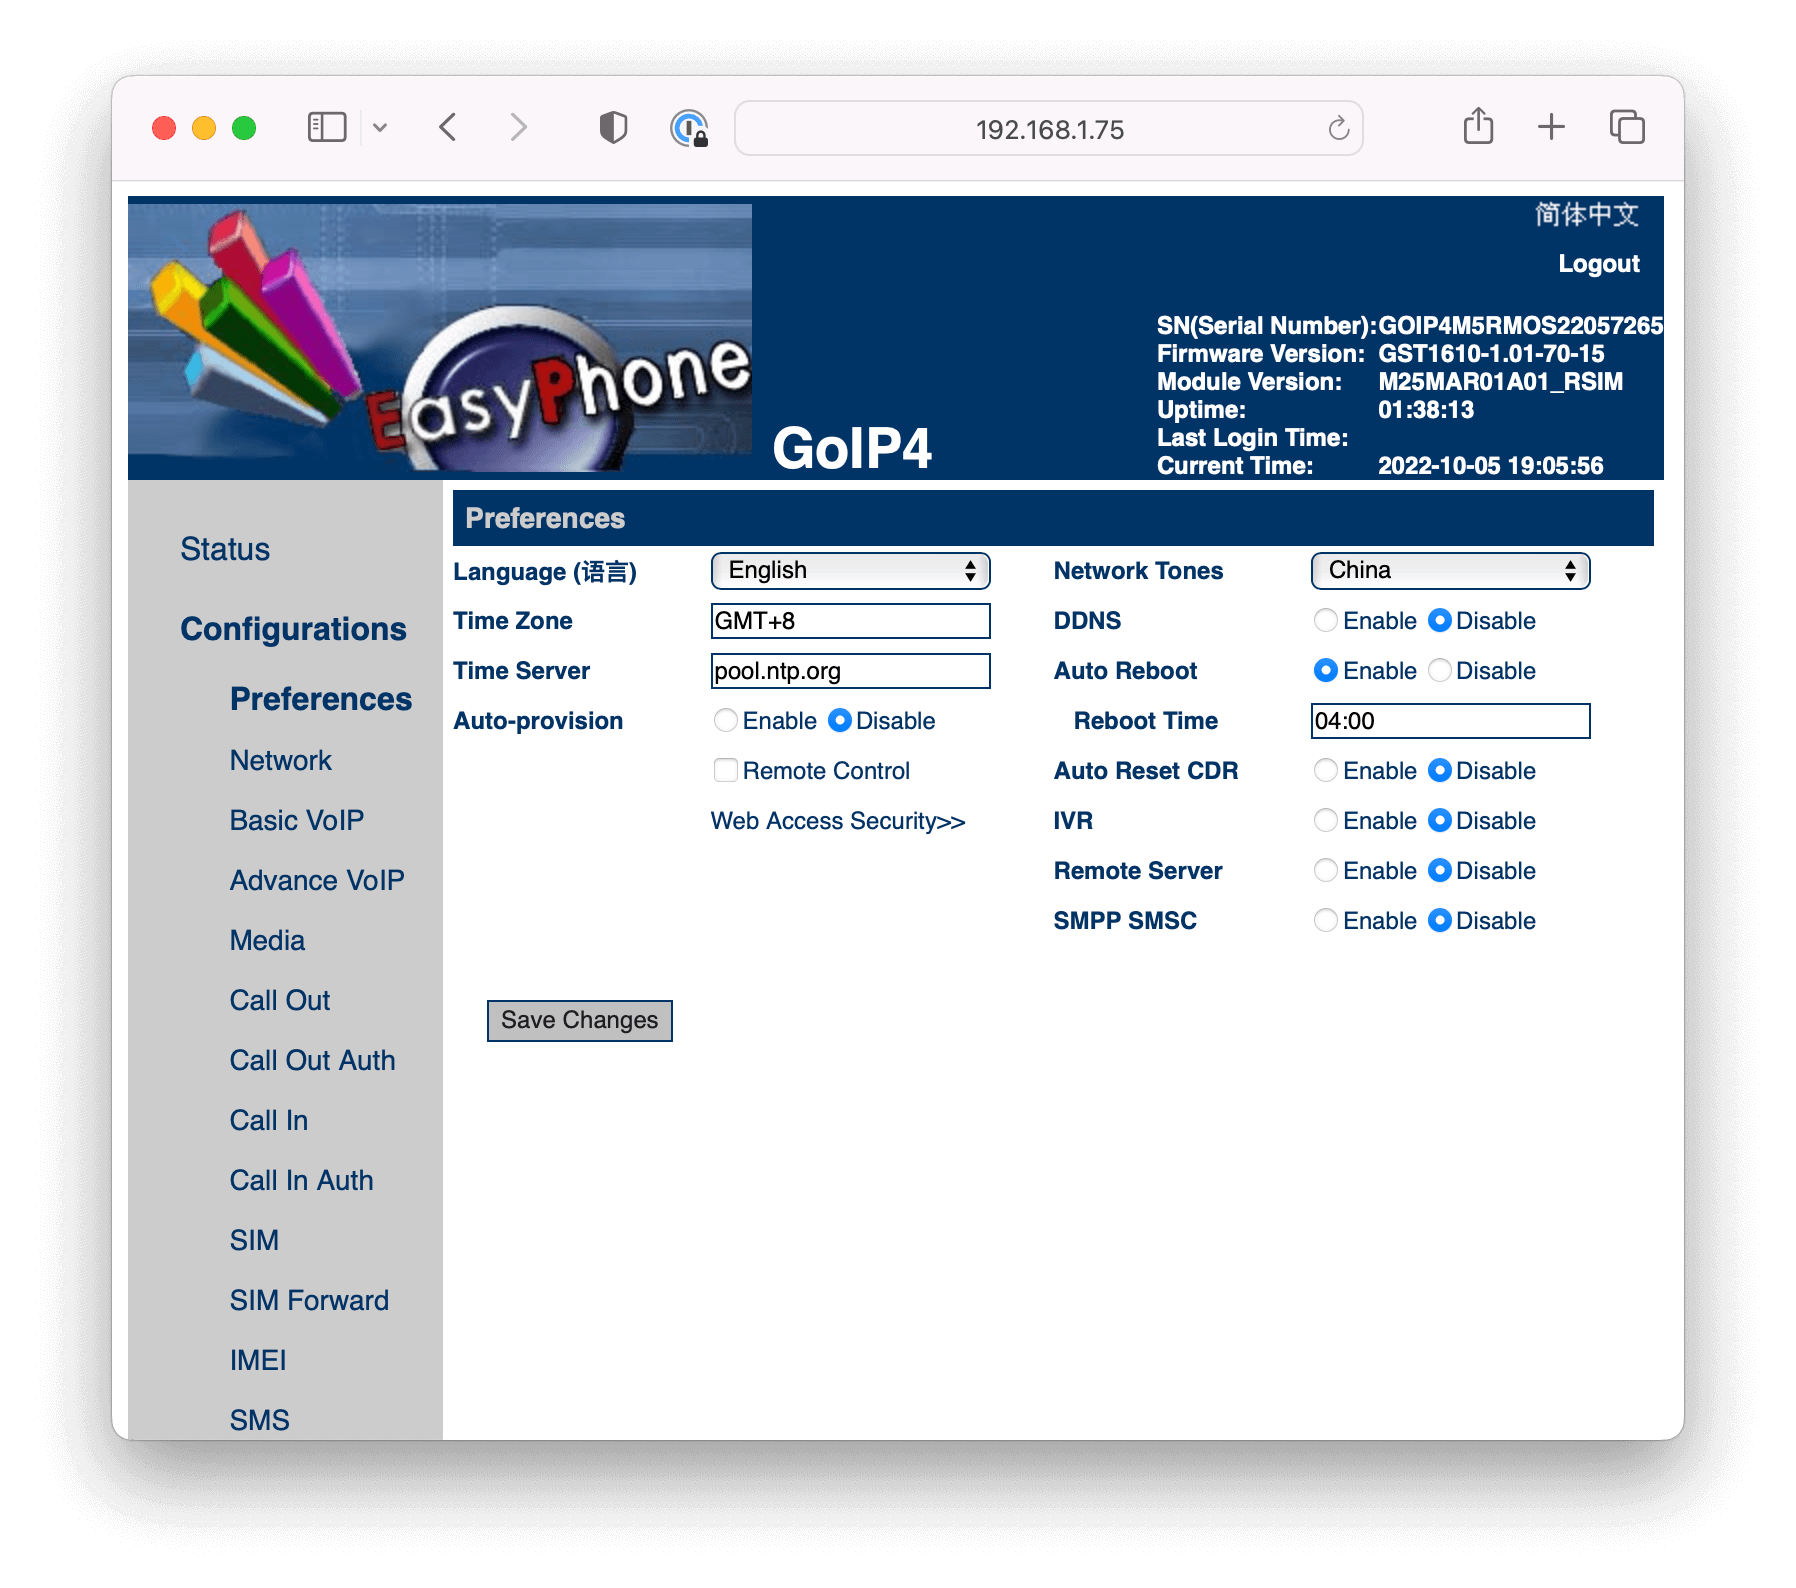 192.168.1.75
简体中文
Logout
SN(Serial Number):GOIP4M5RMOS22057265
Firmware Version: GST1610-1.01-70-15
Module Version: M25MAR01A01_RSIM
Uptime: 01:38:13
Last Login Time:
Current Time: 2022-10-05 19:05:56
EasyPhone
GoIP4
Status
Configurations
Preferences
Network
Basic VoIP
Advance VoIP
Media
Call Out
Call Out Auth
Call In
Call In Auth
SIM
SIM Forward
IMEI
SMS
Preferences
Language (语言) English
Time Zone GMT+8
Time Server pool.ntp.org
Auto-provision Enable Disable
Remote Control
Web Access Security>>
Network Tones China
DDNS Enable Disable
Auto Reboot Enable Disable
Reboot Time 04:00
Auto Reset CDR Enable Disable
IVR Enable Disable
Remote Server Enable Disable
SMPP SMSC Enable Disable
Save Changes